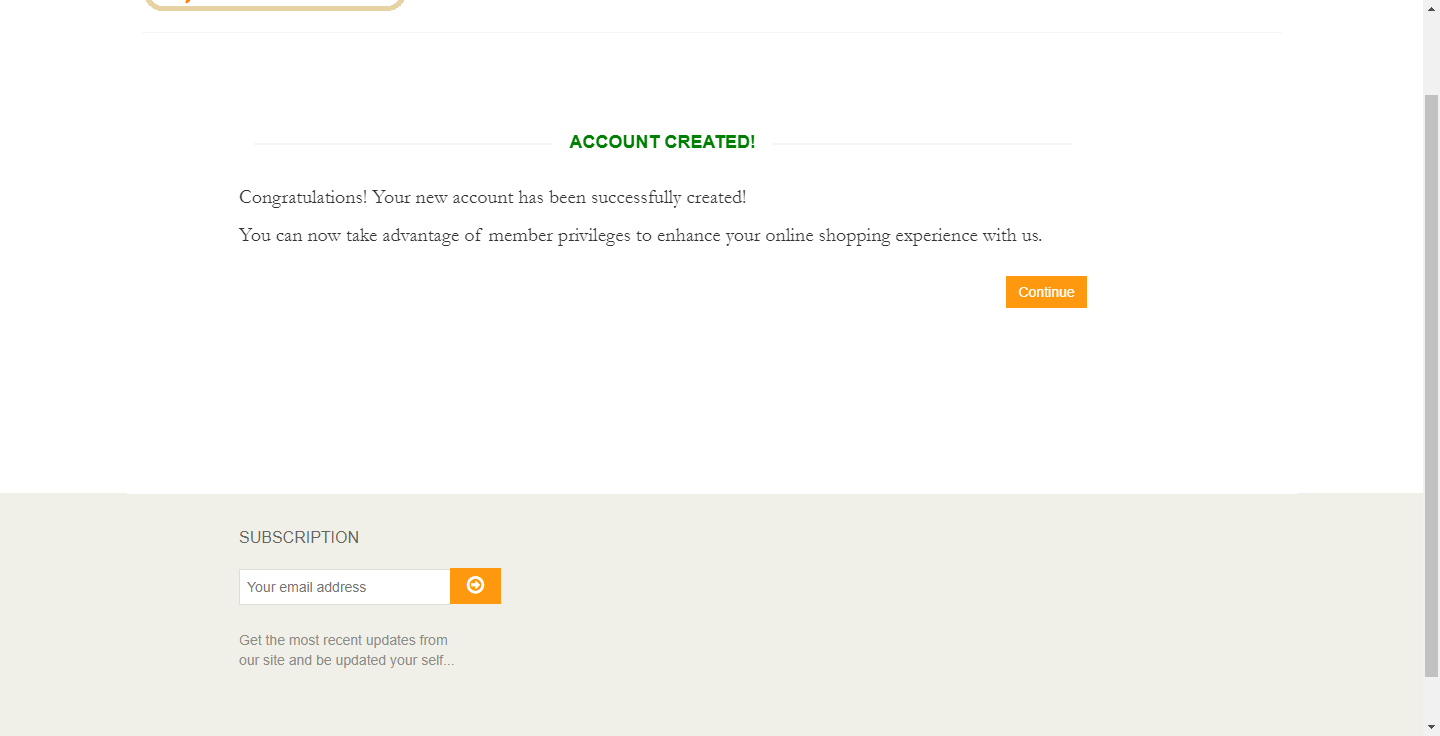 ACCOUNT CREATED!
Congratulations! Your new account has been successfully created!
You can now take advantage of member privileges to enhance your online shopping experience with us.
Continue
SUBSCRIPTION
Your email address
Get the most recent updates from
our site and be updated your self...